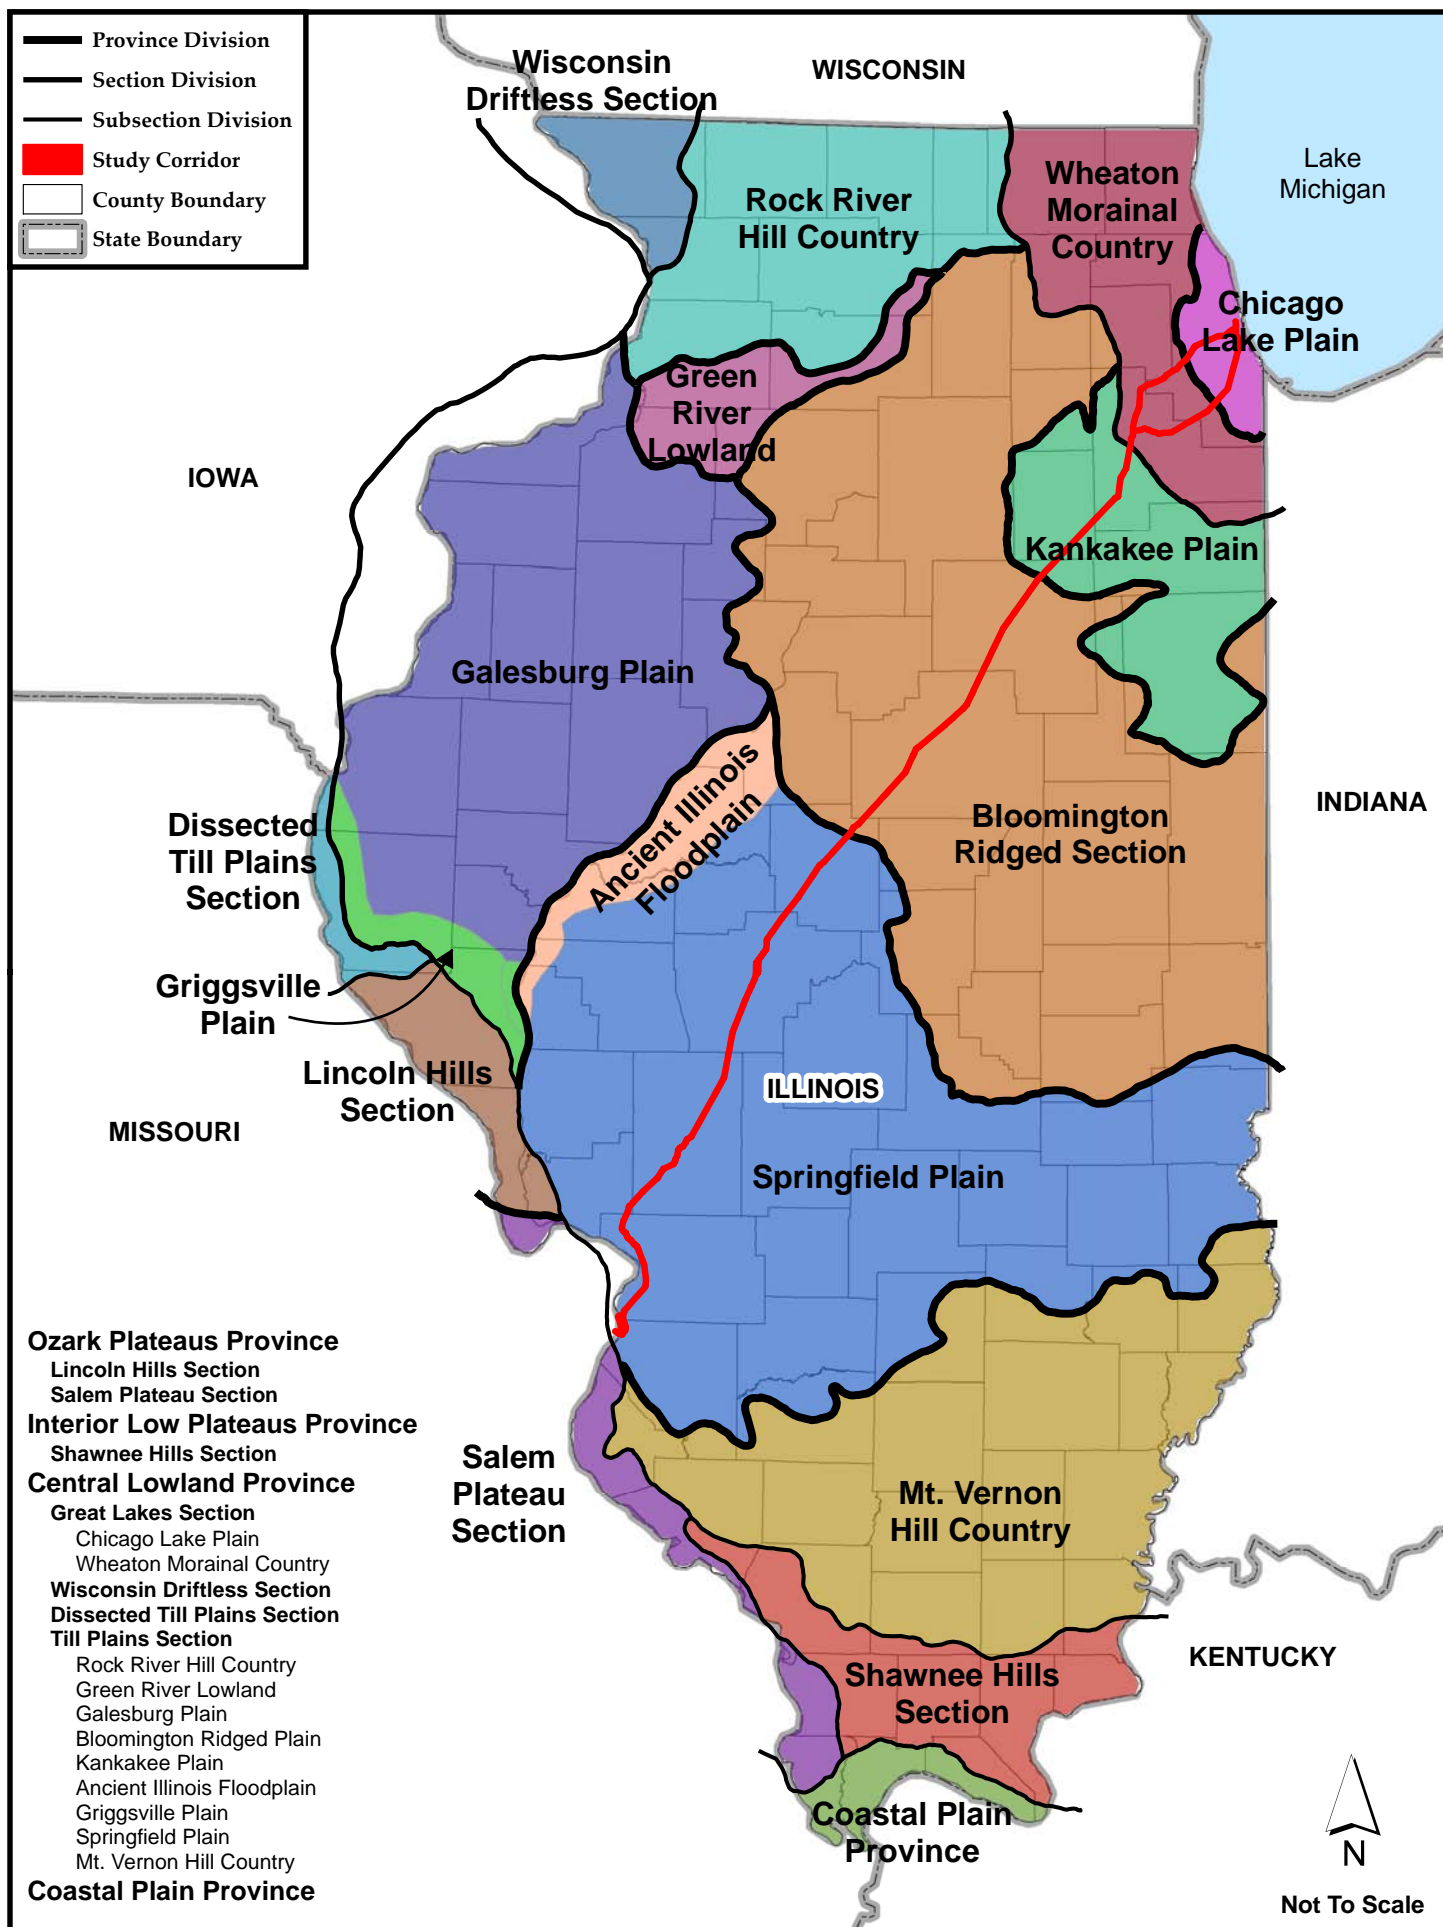 Province Division
Section Division
Subsection Division
Study Corridor
County Boundary
State Boundary
Wisconsin
Driftless Section
WISCONSIN
Lake
Michigan
Wheaton
Morainal
Country
Rock River
Hill Country
Chicago
Lake Plain
Green
River
Lowland
IOWA
Kankakee Plain
Galesburg Plain
Ancient Illinois
Floodplain
INDIANA
Bloomington
Ridged Section
Dissected
Till Plains
Section
Griggsville
Plain
Lincoln Hills
Section
ILLINOIS
MISSOURI
Springfield Plain
Salem
Plateau
Section
Mt. Vernon
Hill Country
KENTUCKY
Shawnee Hills
Section
Coastal Plain
Province
Ozark Plateaus Province
Lincoln Hills Section
Salem Plateau Section
Interior Low Plateaus Province
Shawnee Hills Section
Central Lowland Province
Great Lakes Section
Chicago Lake Plain
Wheaton Morainal Country
Wisconsin Driftless Section
Dissected Till Plains Section
Till Plains Section
Rock River Hill Country
Green River Lowland
Galesburg Plain
Bloomington Ridged Plain
Kankakee Plain
Ancient Illinois Floodplain
Griggsville Plain
Springfield Plain
Mt. Vernon Hill Country
Coastal Plain Province
N
Not To Scale